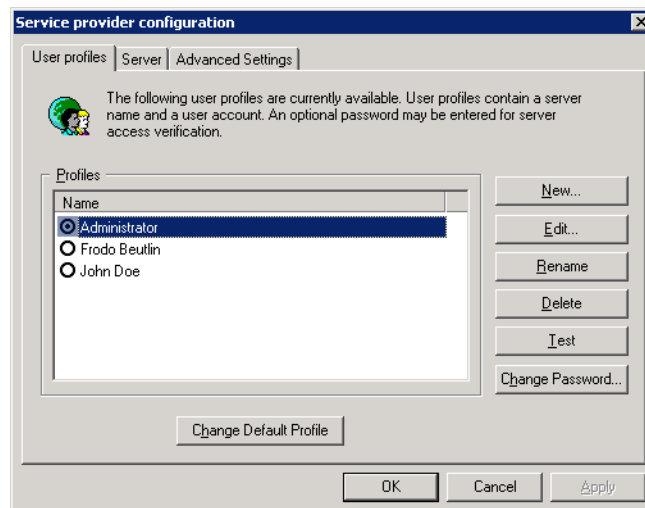 Service provider configuration
User profiles
Server
Advanced Settings
The following user profiles are currently available. User profiles contain a server
name and a user account. An optional password may be entered for server
access verification.
Profiles
Name
Administrator
Frodo Beutlin
John Doe
New...
Edit...
Rename
Delete
Test
Change Password...
Change Default Profile
OK
Cancel
Apply